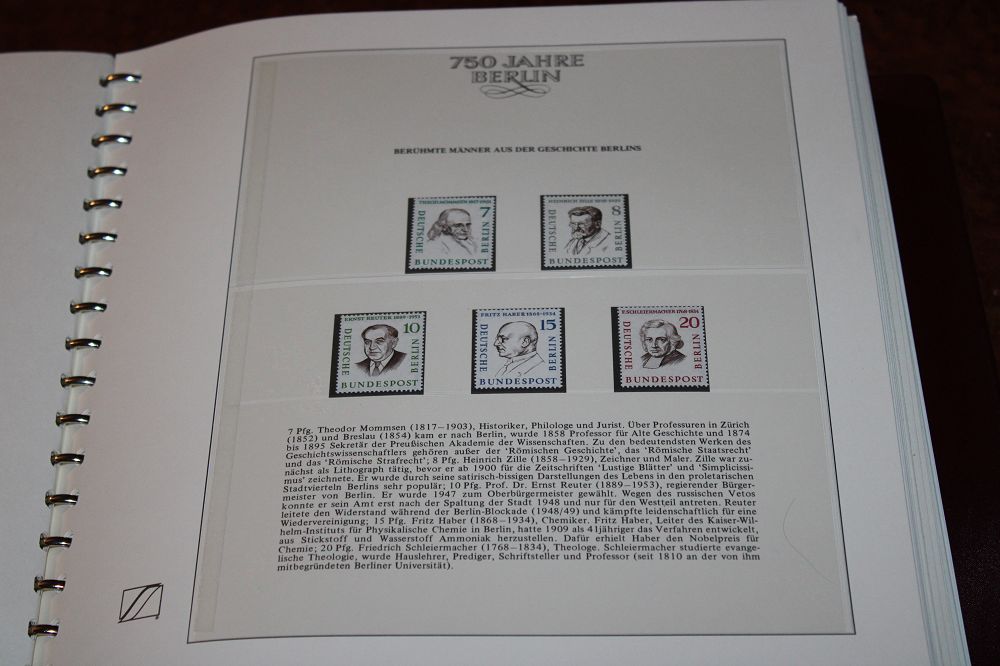 750 JAHRE
BERLIN
BERÜHMTE MÄNNER AUS DER GESCHICHTE BERLINS
TH. MOMMSEN 1817-1903
7
DEUTSCHE
BUNDESPOST
BERLIN
HEINRICH ZILLE 1858-1929
8
DEUTSCHE
BUNDESPOST
BERLIN
ERNST REUTER 1889-1953
10
DEUTSCHE
BUNDESPOST
BERLIN
FRITZ HABER 1868-1934
15
DEUTSCHE
BUNDESPOST
BERLIN
F. SCHLEIERMACHER 1768-1834
20
DEUTSCHE
BUNDESPOST
BERLIN
7 Pfg. Theodor Mommsen (1817—1903), Historiker, Philologe und Jurist. Über Professuren in Zürich
(1852) und Breslau (1854) kam er nach Berlin, wurde 1858 Professor für Alte Geschichte und 1874
bis 1895 Sekretär der Preußischen Akademie der Wissenschaften. Zu den bedeutendsten Werken des
Geschichtswissenschaftlers gehören außer der 'Römischen Geschichte', das 'Römische Staatsrecht'
und das 'Römische Strafrecht'; 8 Pfg. Heinrich Zille (1858—1929), Zeichner und Maler. Zille war zu-
nächst als Lithograph tätig, bevor er ab 1900 für die Zeitschriften 'Lustige Blätter' und 'Simplicissi-
mus' zeichnete. Er wurde durch seine satirisch-bissigen Darstellungen des Lebens in den proletarischen
Stadtvierteln Berlins sehr populär; 10 Pfg. Prof. Dr. Ernst Reuter (1889—1953), regierender Bürger-
meister von Berlin. Er wurde 1947 zum Oberbürgermeister gewählt. Wegen des russischen Vetos
konnte er sein Amt erst nach der Spaltung der Stadt 1948 und nur für den Westteil antreten. Reuter
leitete den Widerstand während der Berlin-Blockade (1948/49) und kämpfte leidenschaftlich für eine
Wiedervereinigung; 15 Pfg. Fritz Haber (1868—1934), Chemiker. Fritz Haber, Leiter des Kaiser-Wil-
helm-Instituts für Physikalische Chemie in Berlin, hatte 1909 als 41jähriger das Verfahren entwickelt,
aus Stickstoff und Wasserstoff Ammoniak herzustellen. Dafür erhielt Haber den Nobelpreis für
Chemie; 20 Pfg. Friedrich Schleiermacher (1768—1834), Theologe. Schleiermacher studierte evange-
lische Theologie, wurde Hauslehrer, Prediger, Schriftsteller und Professor (seit 1810 an der von ihm
mitbegründeten Berliner Universität).